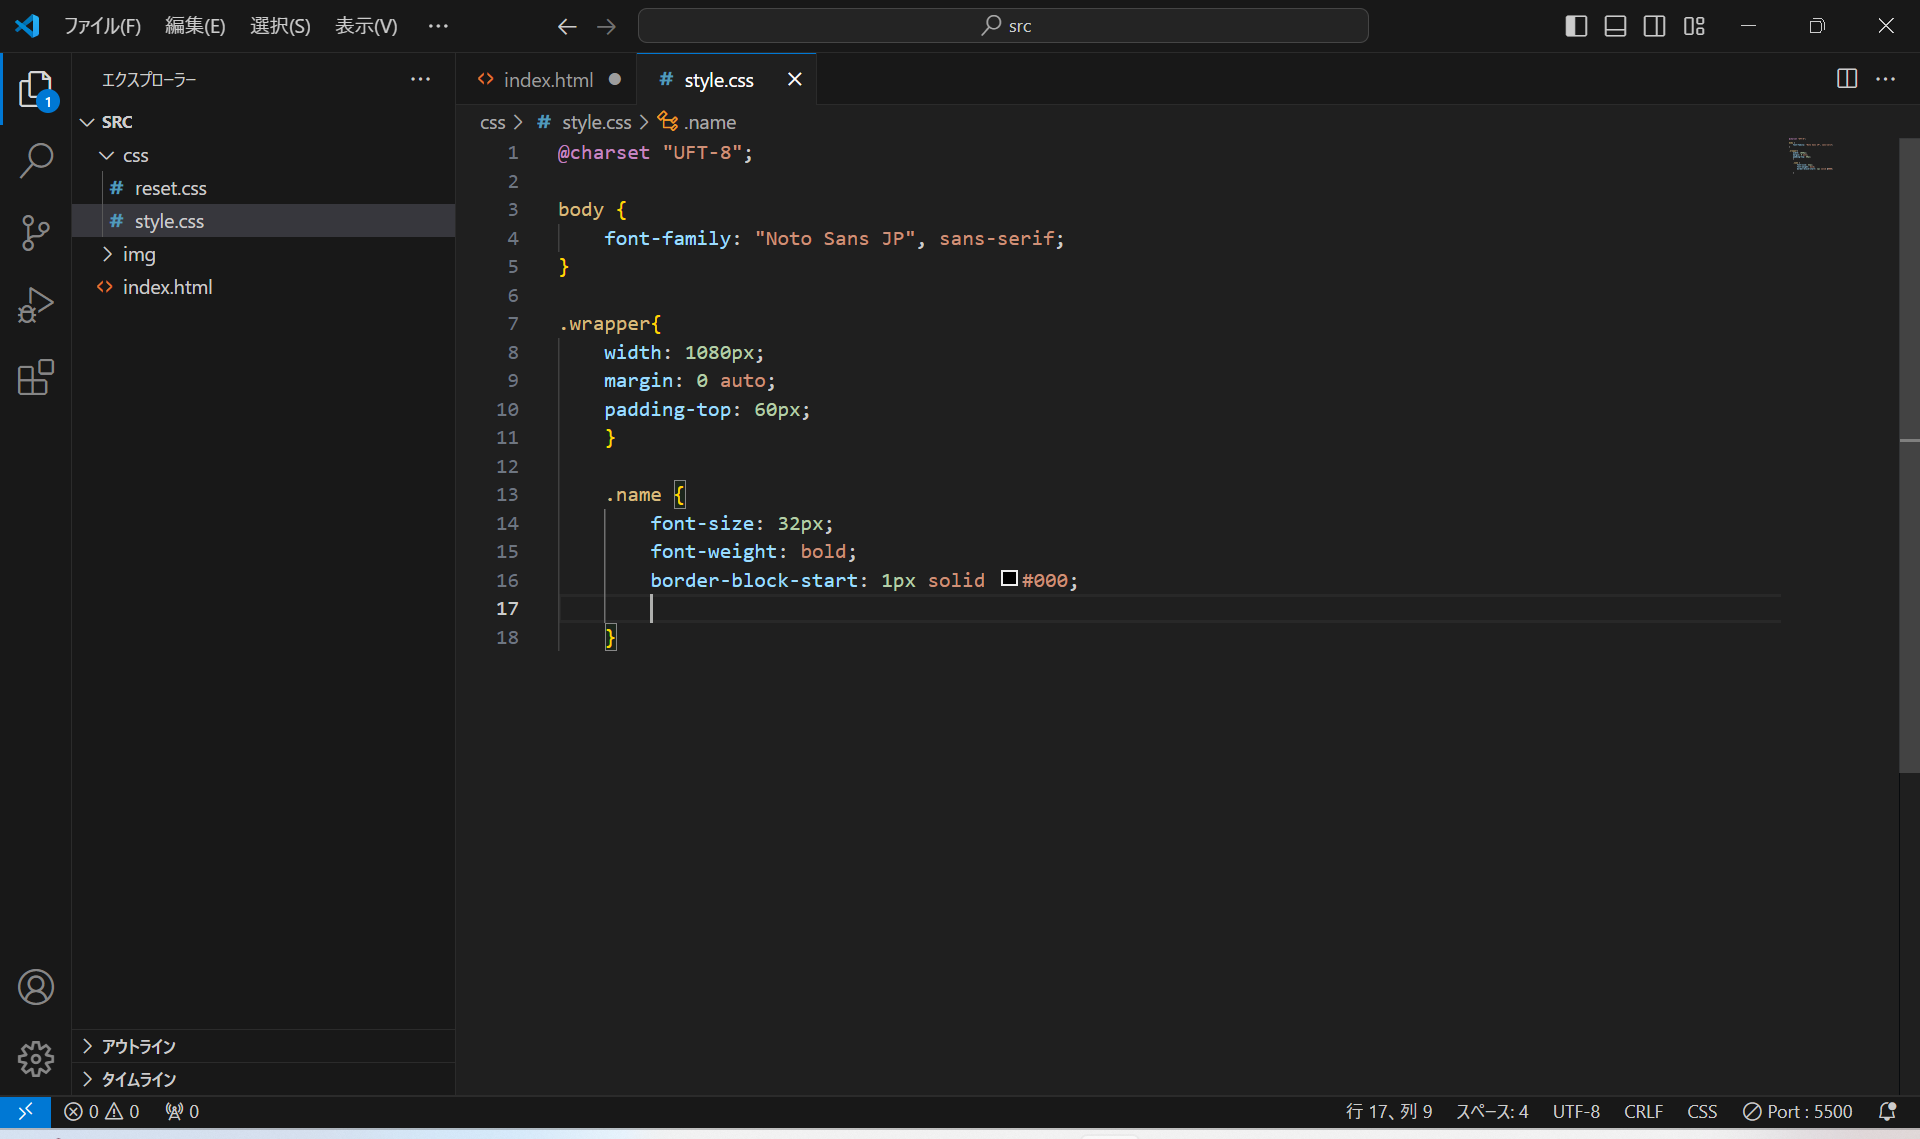 ファイル(F) 編集(E) 選択(S) 表示(V) ··· src
エクスプローラー ···
SRC
css
# reset.css
# style.css
img
<> index.html
アウトライン
タイムライン
<> index.html ● # style.css ×
css > # style.css > .name
1 @charset "UFT-8";
2
3 body {
4     font-family: "Noto Sans JP", sans-serif;
5 }
6
7 .wrapper{
8     width: 1080px;
9     margin: 0 auto;
10     padding-top: 60px;
11     }
12
13     .name {
14         font-size: 32px;
15         font-weight: bold;
16         border-block-start: 1px solid #000;
17
18     }
1
0 0 0 行 17、列 9 スペース: 4 UTF-8 CRLF CSS Port : 5500